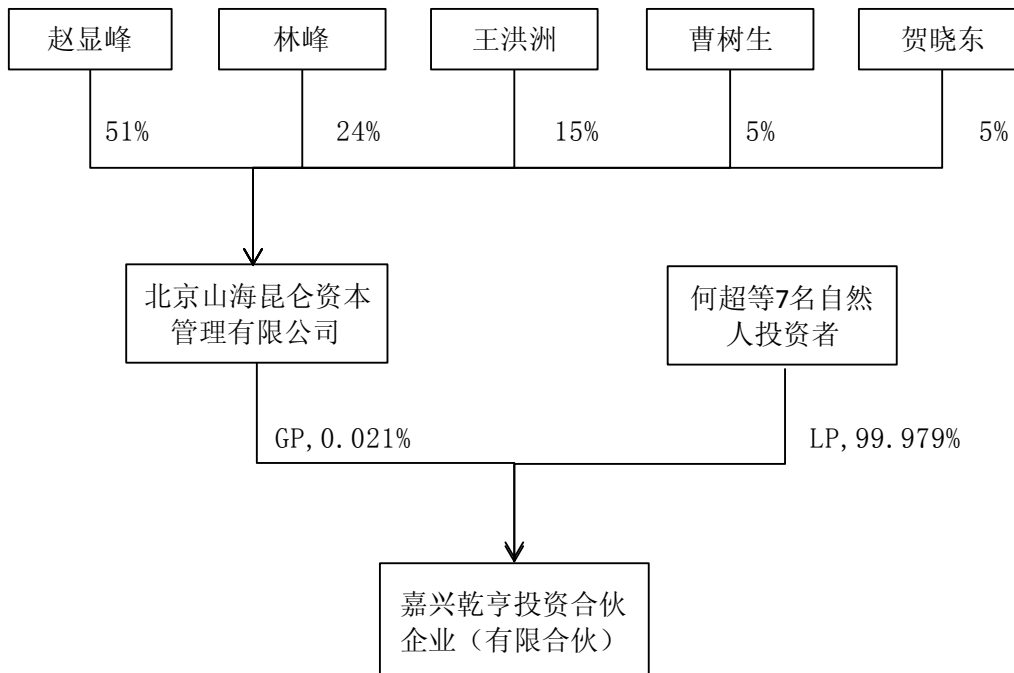 赵显峰
林峰
王洪洲
曹树生
贺晓东
51%
24%
15%
5%
5%
北京山海昆仑资本
管理有限公司
何超等7名自然
人投资者
GP,0.021%
LP,99.979%
嘉兴乾亨投资合伙
企业（有限合伙）